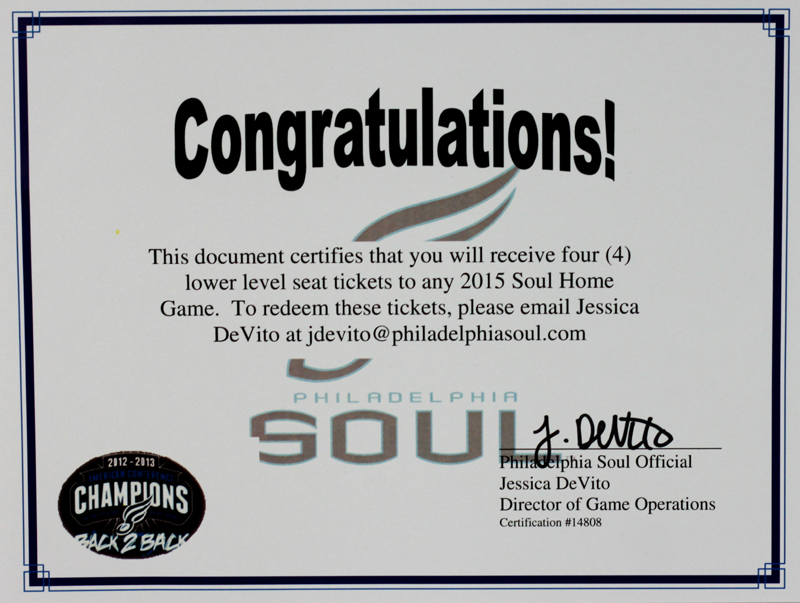 Congratulations!
This document certifies that you will receive four (4)
lower level seat tickets to any 2015 Soul Home
Game. To redeem these tickets, please email Jessica
DeVito at jdevito@philadelphiasoul.com
PHILADELPHIA
SOUL
J. DeVito
Philadelphia Soul Official
Jessica DeVito
Director of Game Operations
Certification #14808
2012 - 2013
AMERICAN CONFERENCE
CHAMPIONS
BACK 2 BACK